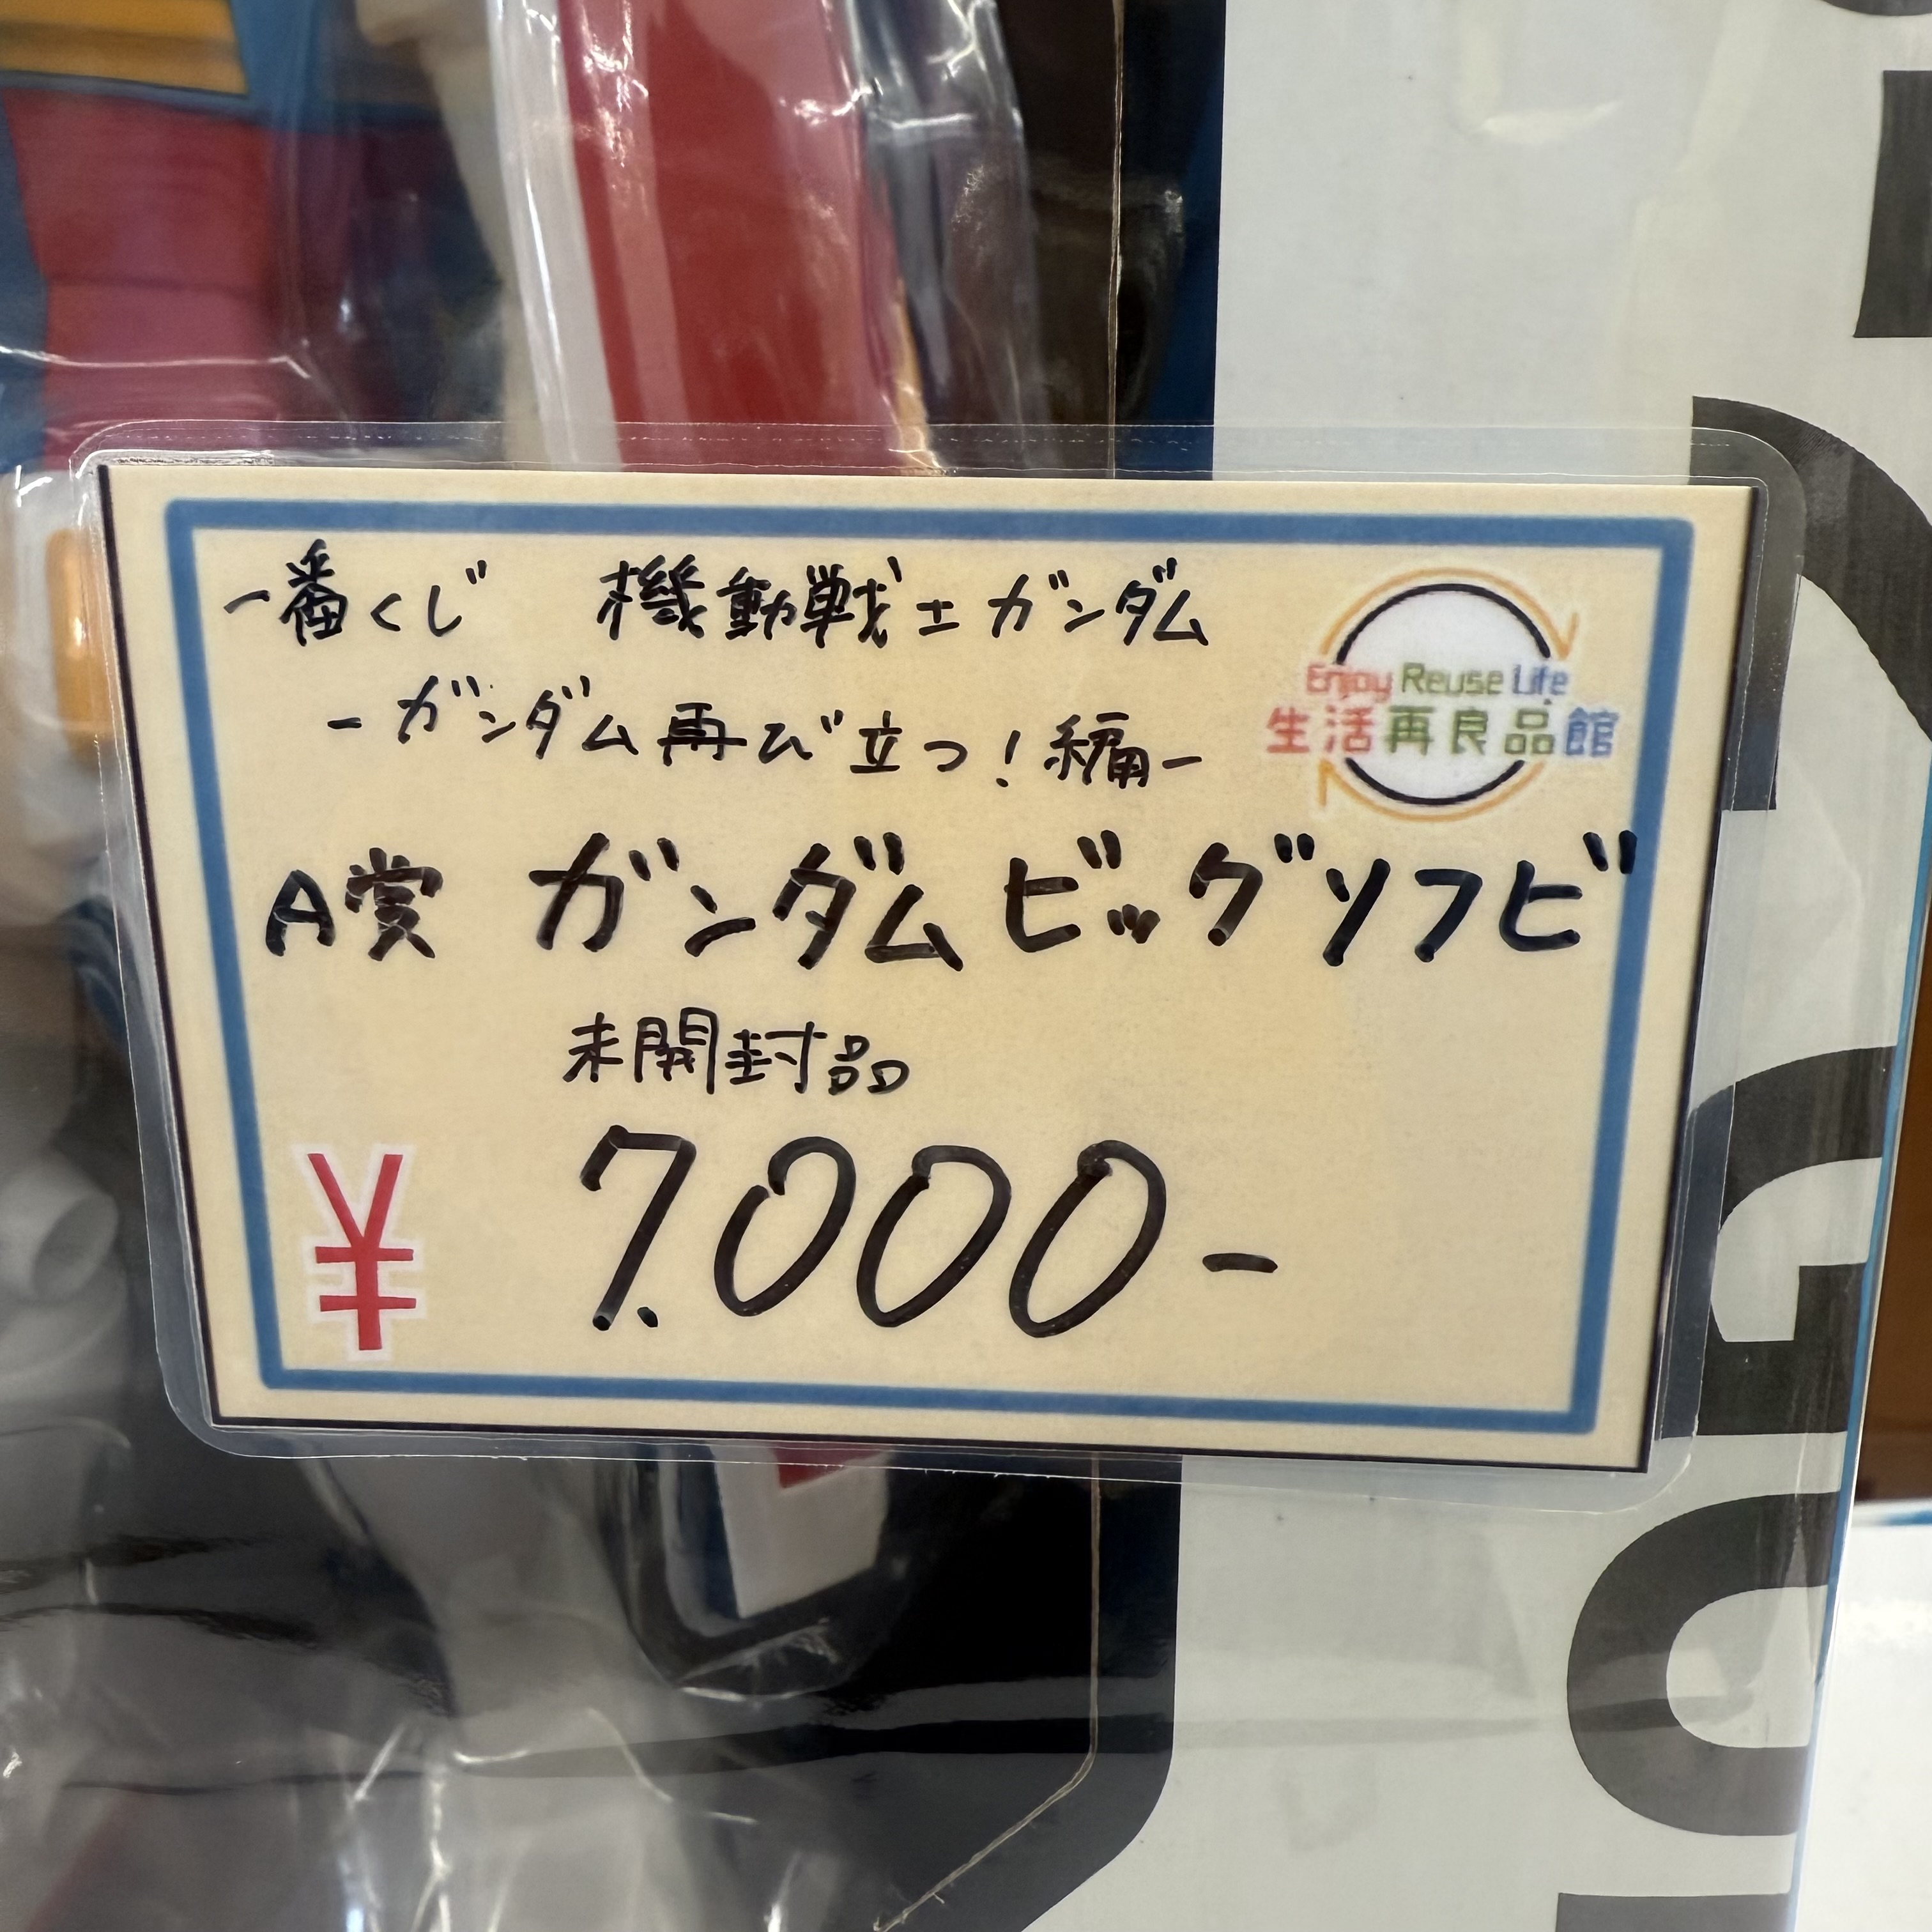 一番くじ 機動戦士ガンダム
-ガンダム再び立つ!編-
Enjoy Reuse Life
生活再良品館
A賞 ガンダムビッグソフビ
未開封品
¥ 7.000-